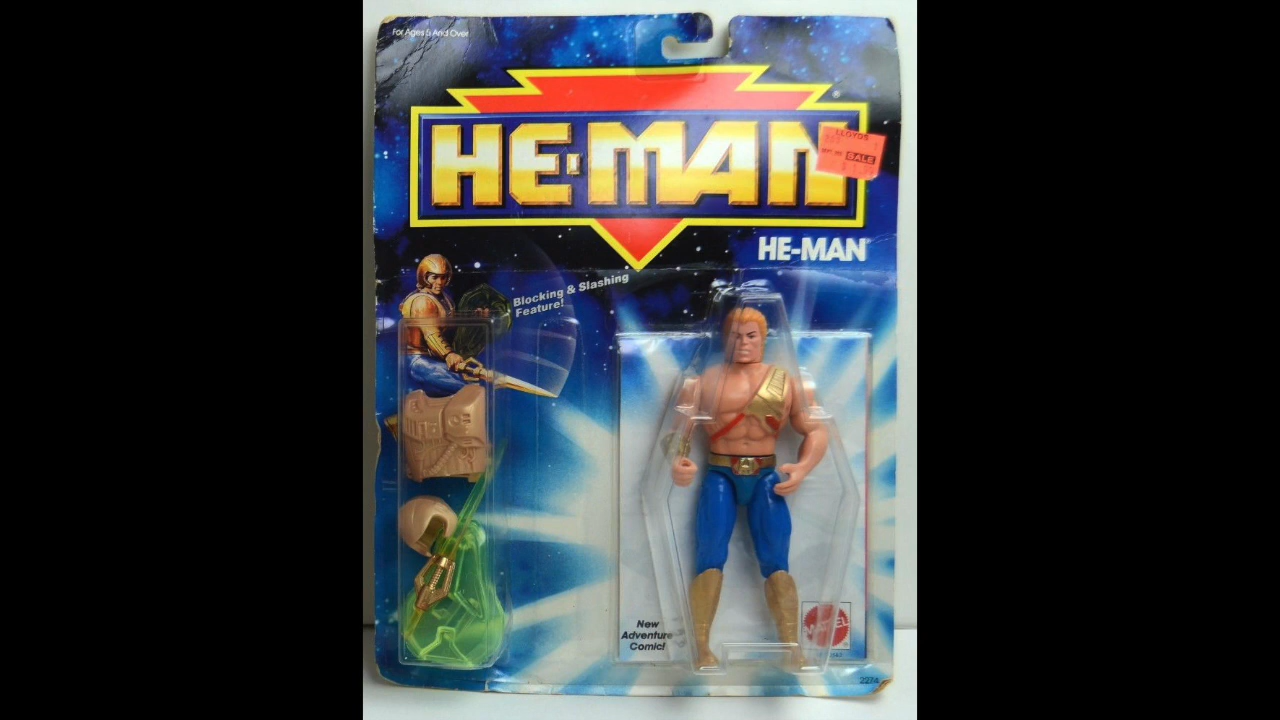 For Ages 5 And Over
HE-MAN
®
LLOYDS
SALE
HE-MAN
Blocking & Slashing
Feature!
New
Adventure
Comic!
MATTEL
2274